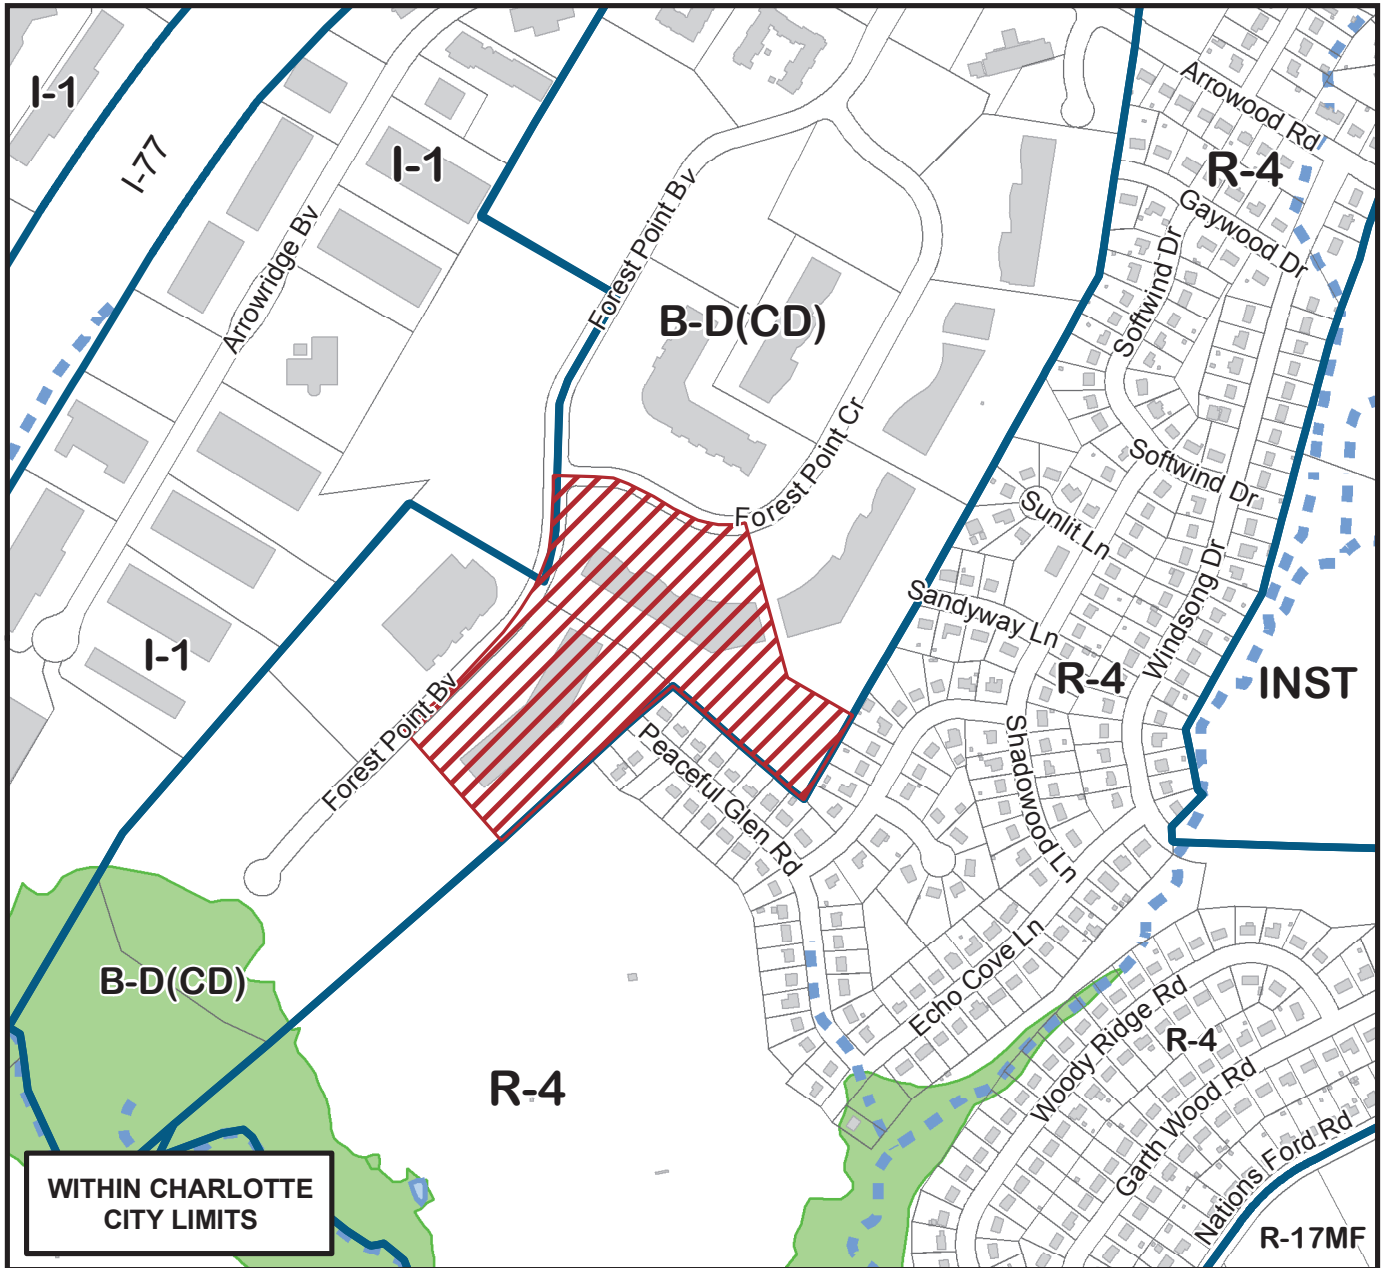 I-1
I-77
I-1
Arrowood Rd
R-4
Gaywood Dr
Forest Point Bv
Arrowridge Bv
Softwind Dr
B-D(CD)
Forest Point Cr
Softwind Dr
Sunlit Ln
Forest Point Cr
Sandyway Ln
Windsong Dr
I-1
R-4
INST
Forest Point Bv
Peaceful Glen Rd
Shadowood Ln
B-D(CD)
Echo Cove Ln
Woody Ridge Rd
R-4
R-4
Garth Wood Rd
Nations Ford Rd
WITHIN CHARLOTTE
CITY LIMITS
R-17MF